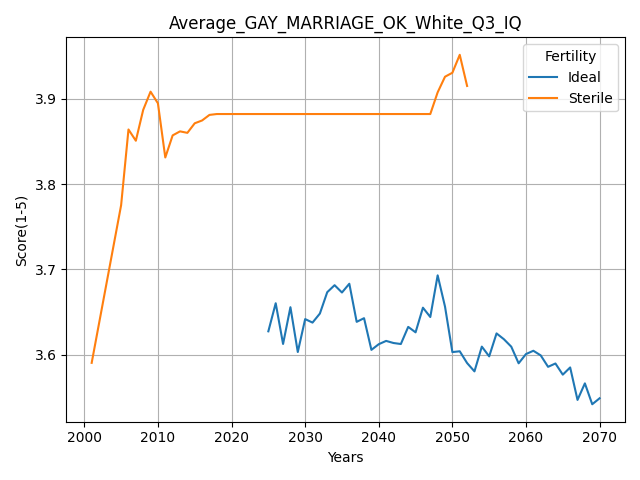 Average_GAY_MARRIAGE_OK_White_Q3_IQ
Fertility
Ideal
Sterile
Score(1-5)
3.9
3.8
3.7
3.6
2000 2010 2020 2030 2040 2050 2060 2070
Years